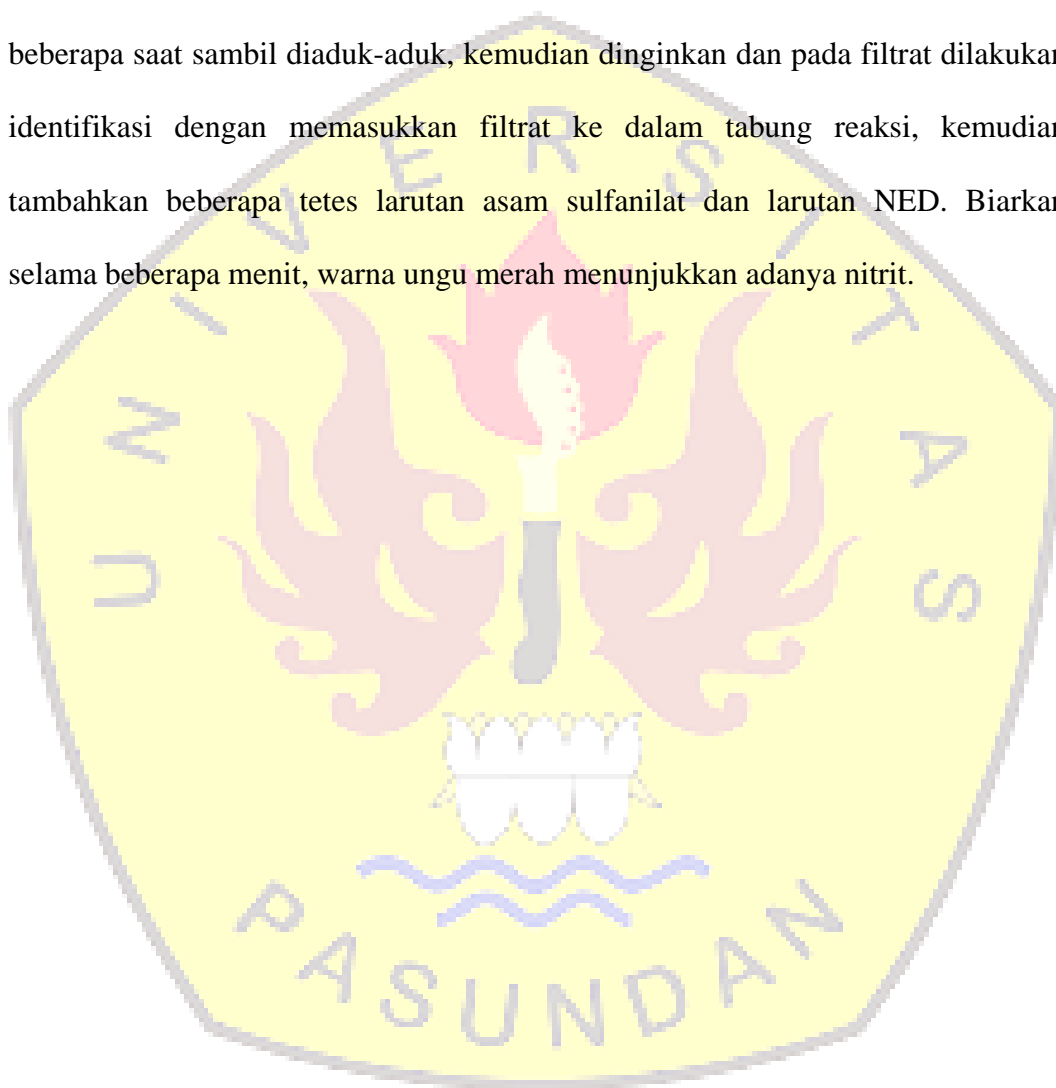 beberapa saat sambil diaduk-aduk, kemudian dinginkan dan pada filtrat dilakukan
identifikasi dengan memasukkan filtrat ke dalam tabung reaksi, kemudian
tambahkan beberapa tetes larutan asam sulfanilat dan larutan NED. Biarkan
selama beberapa menit, warna ungu merah menunjukkan adanya nitrit.
UNIVERSITAS
PASUNDAN